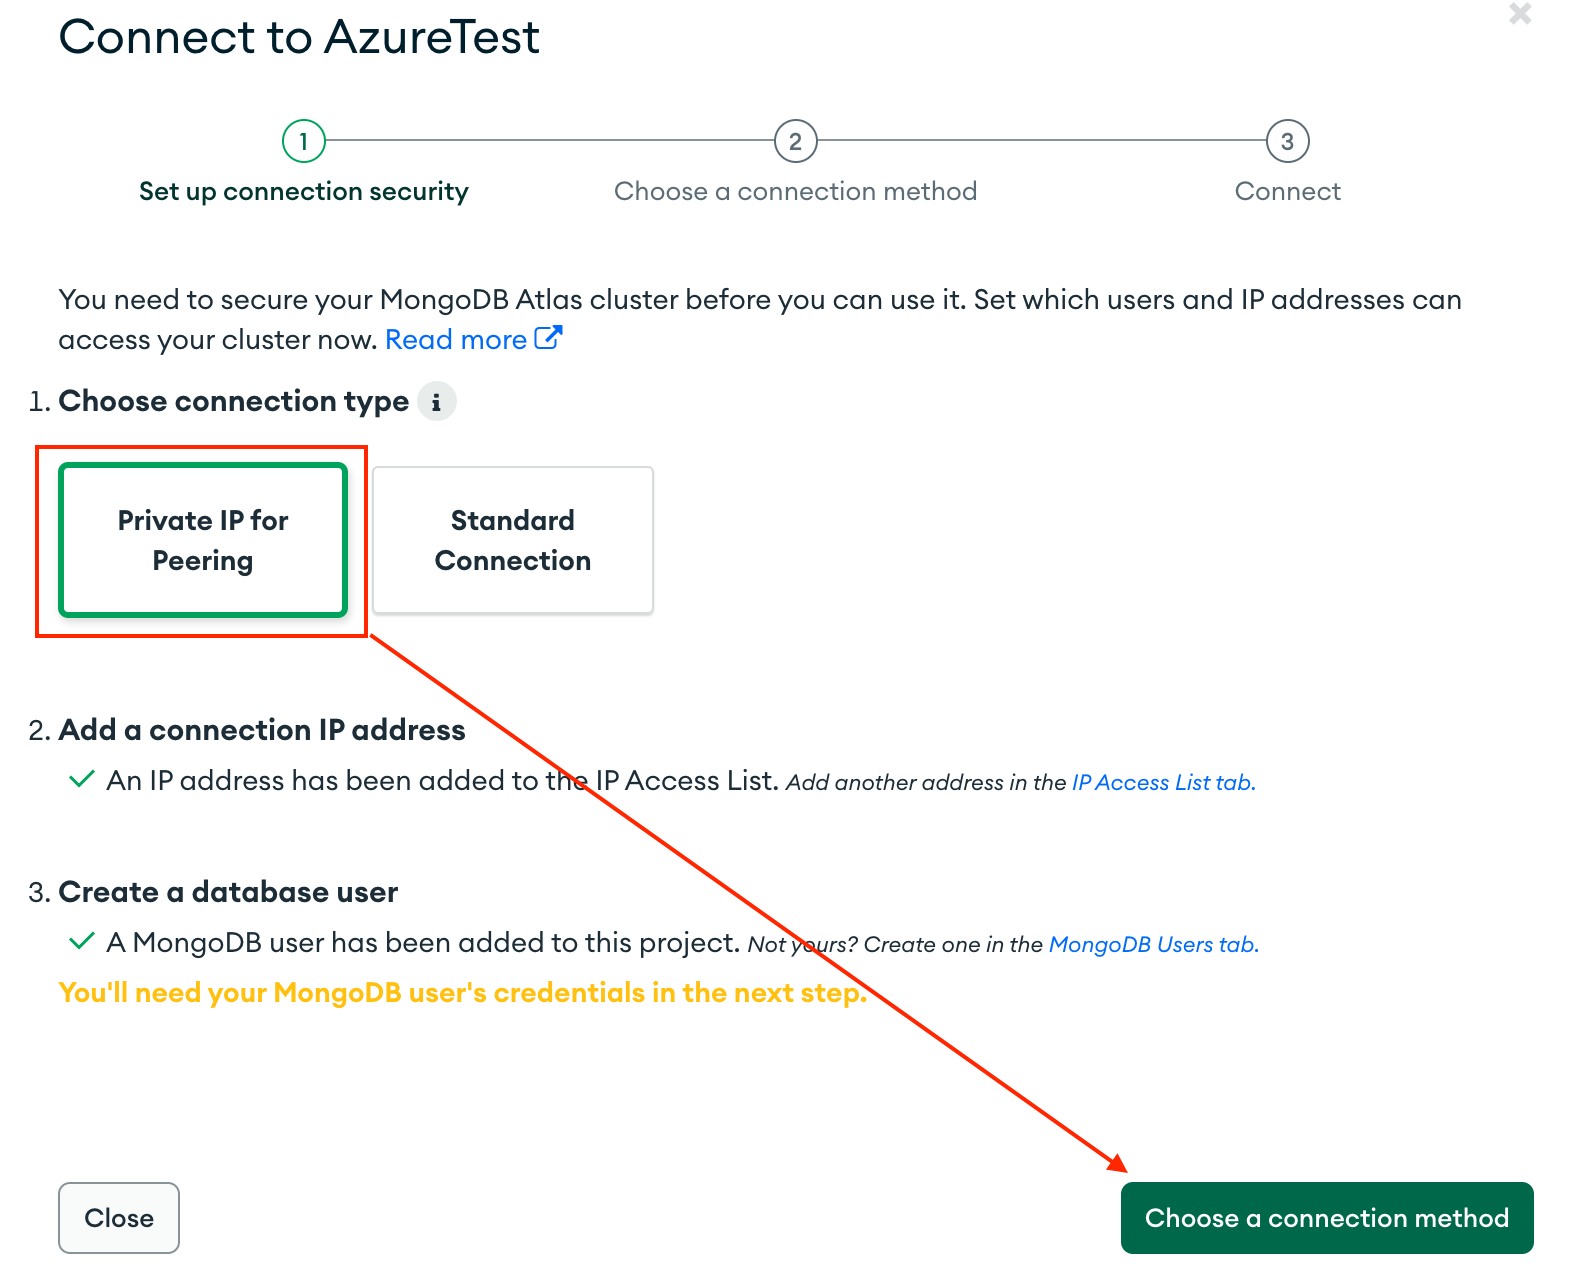 Connect to AzureTest
1
2
3
Set up connection security
Choose a connection method
Connect
You need to secure your MongoDB Atlas cluster before you can use it. Set which users and IP addresses can
access your cluster now. Read more
1. Choose connection type i
Private IP for
Peering
Standard
Connection
2. Add a connection IP address
An IP address has been added to the IP Access List. Add another address in the IP Access List tab.
3. Create a database user
A MongoDB user has been added to this project. Not yours? Create one in the MongoDB Users tab.
You'll need your MongoDB user's credentials in the next step.
Close
Choose a connection method